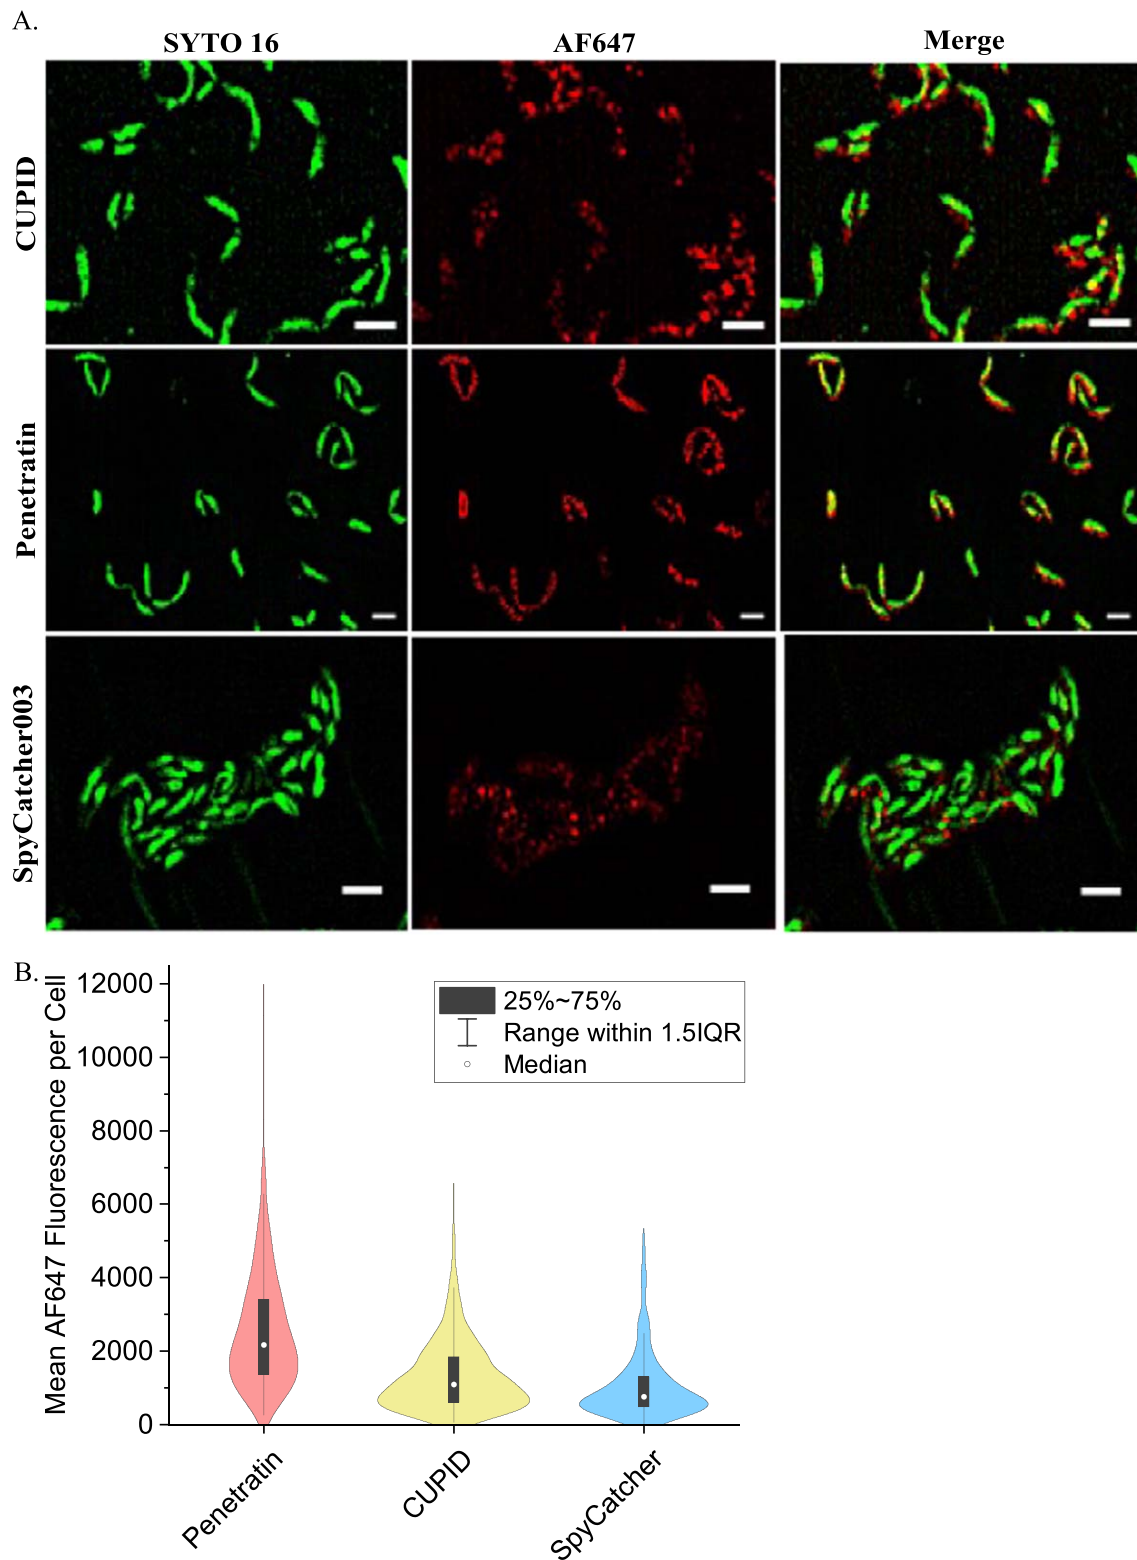 A.
SYTO 16
AF647
Merge
CUPID
Penetratin
SpyCatcher003
B.
Mean AF647 Fluorescence per Cell
12000
10000
8000
6000
4000
2000
0
25%~75%
Range within 1.5IQR
Median
Penetratin
CUPID
SpyCatcher